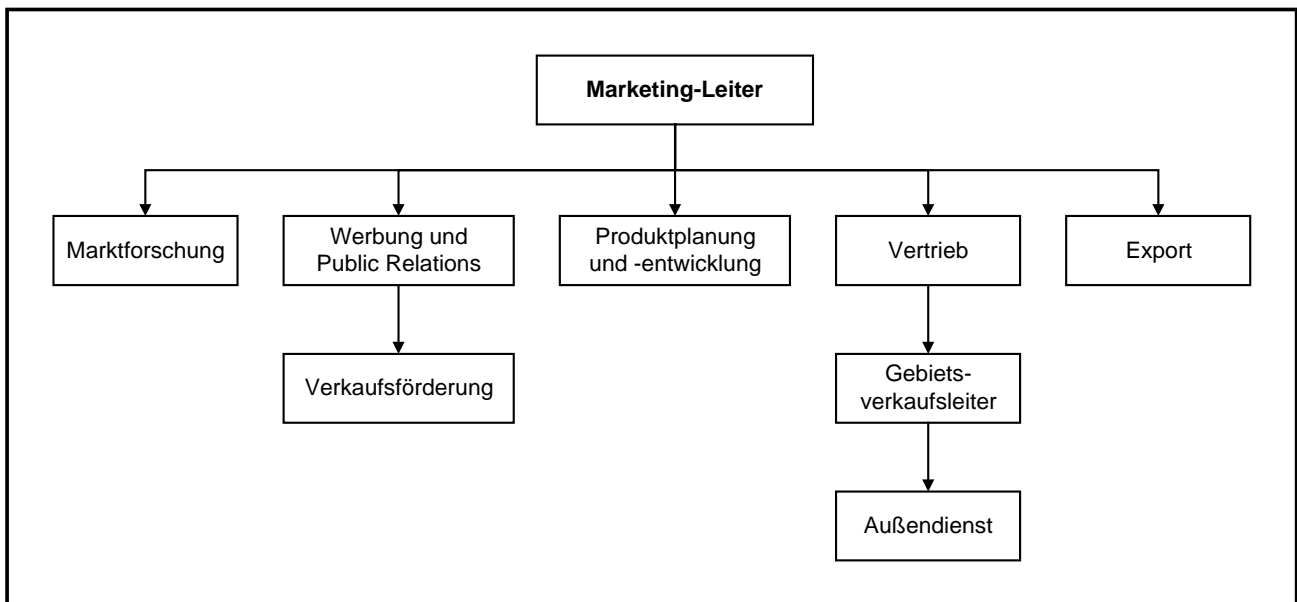 Marketing-Leiter
Marktforschung
Werbung und
Public Relations
Produktplanung
und -entwicklung
Vertrieb
Export
Verkaufsförderung
Gebiets-
verkaufsleiter
Außendienst